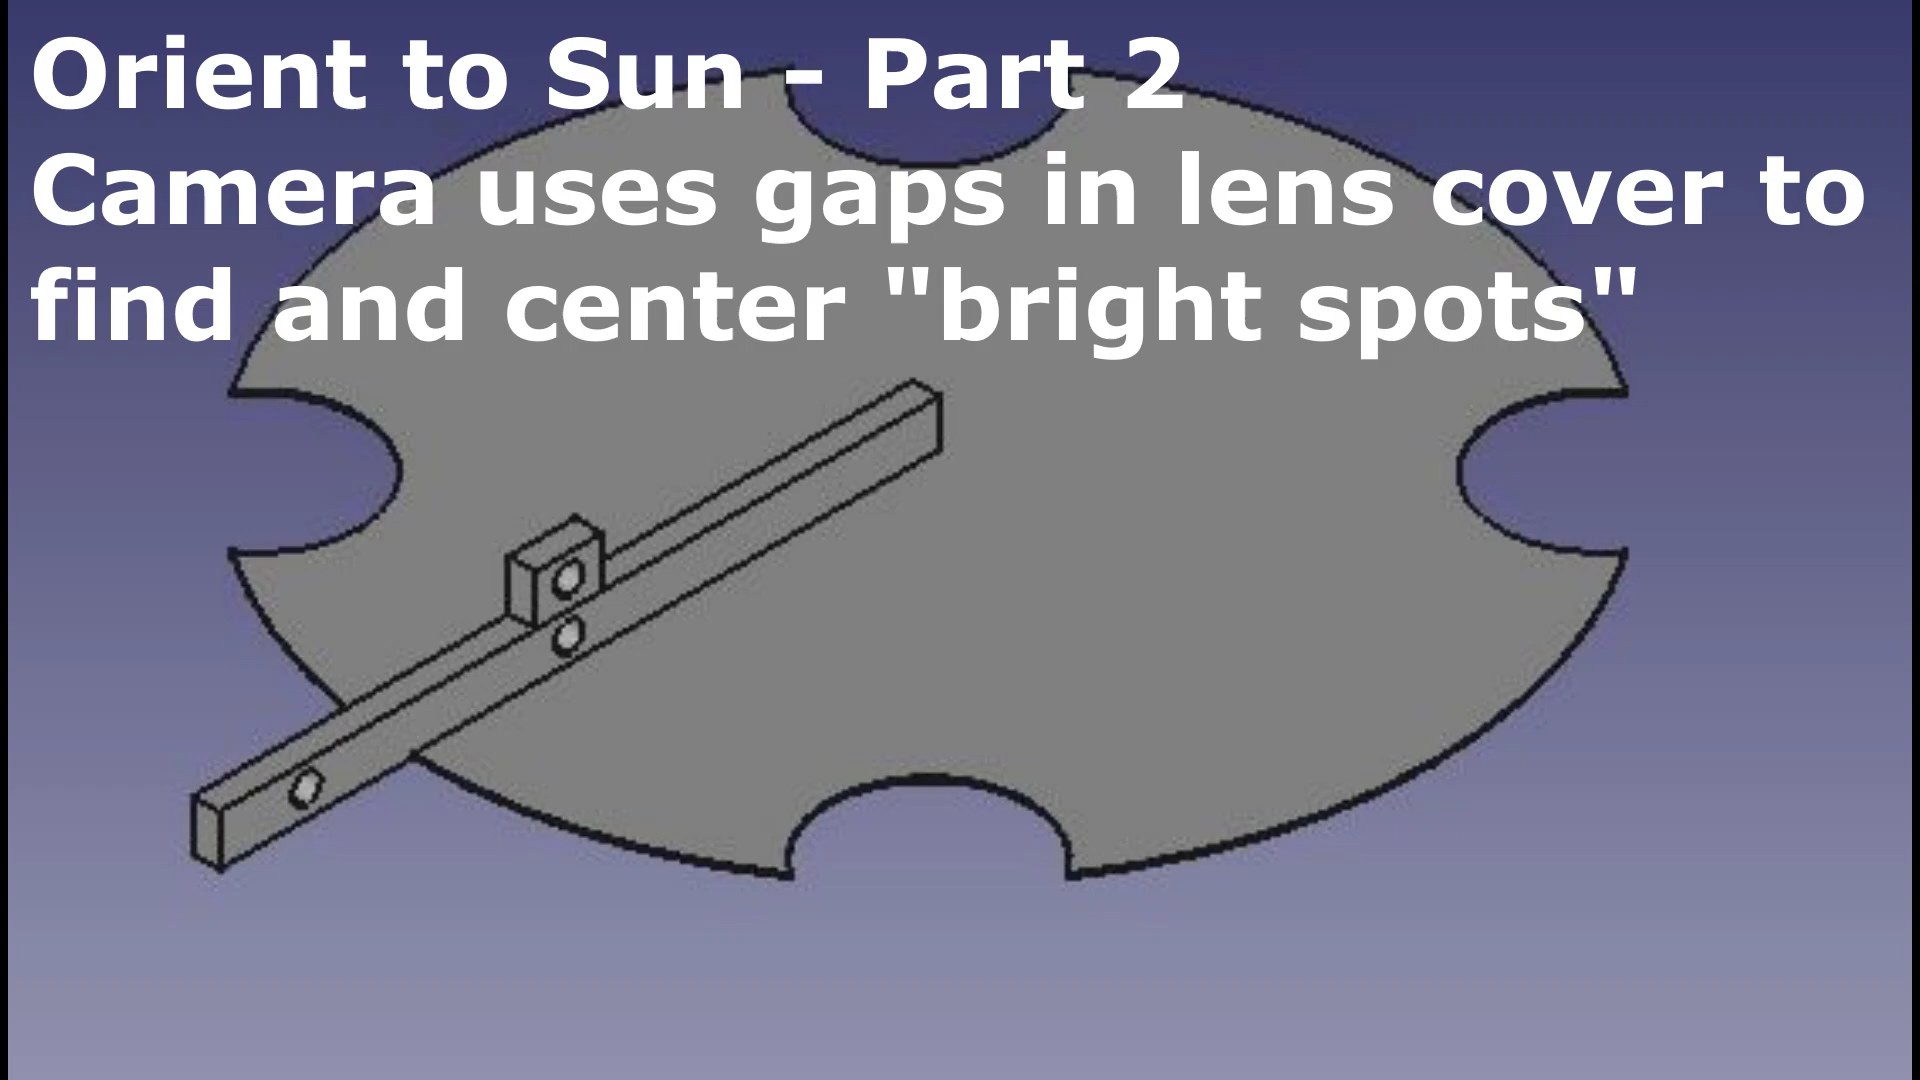 Orient to Sun - Part 2
Camera uses gaps in lens cover to
find and center "bright spots"